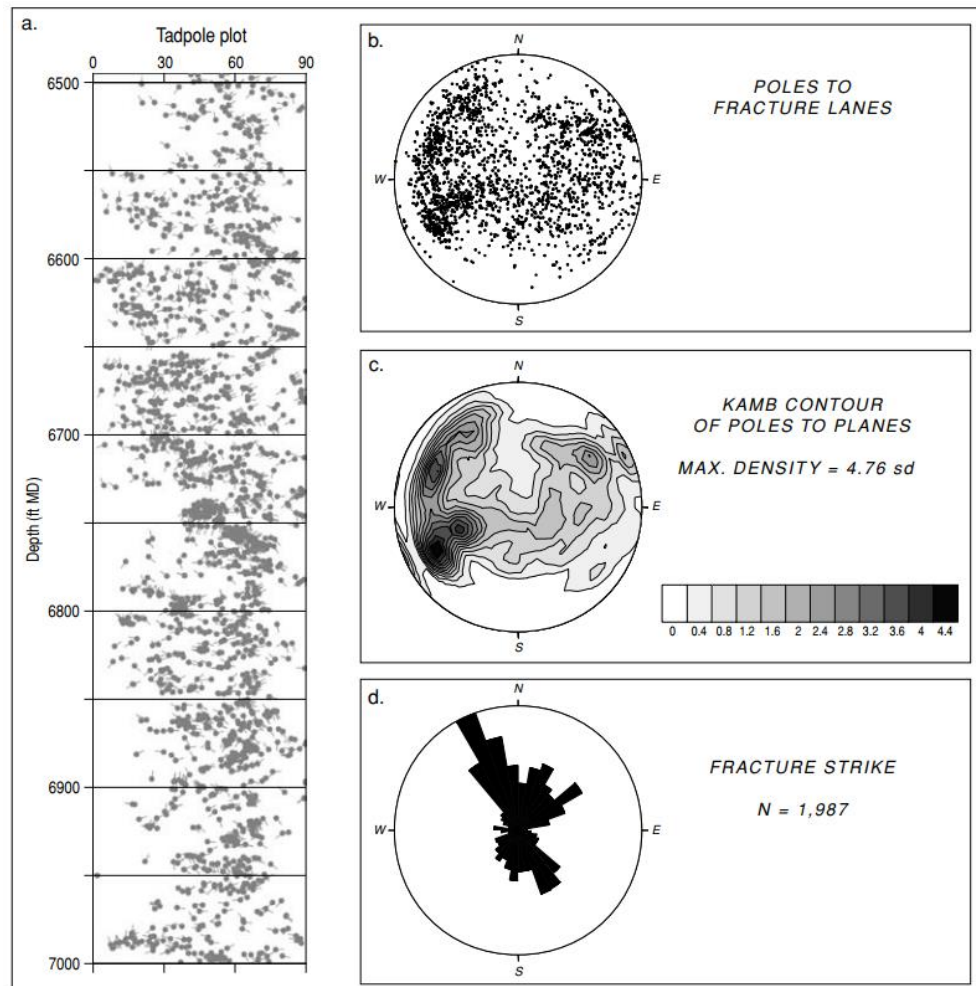 a.
Tadpole plot
0 30 60 90
6500
6600
6700
6800
6900
7000
Depth (ft MD)
b.
N
W
E
S
POLES TO
FRACTURE LANES
c.
N
W
E
S
KAMB CONTOUR
OF POLES TO PLANES
MAX. DENSITY = 4.76 sd
0 0.4 0.8 1.2 1.6 2 2.4 2.8 3.2 3.6 4 4.4
d.
N
W
E
S
FRACTURE STRIKE
N = 1,987